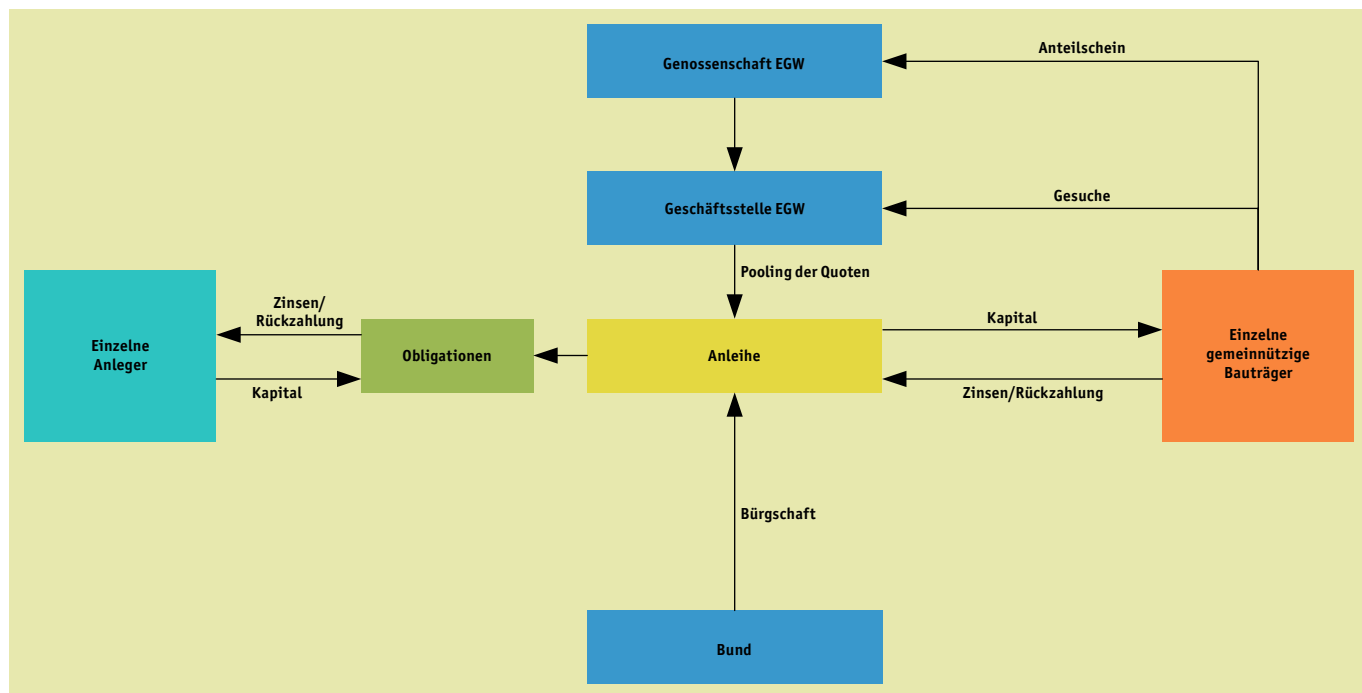 Anteilschein
Genossenschaft EGW
Gesuche
Geschäftsstelle EGW
Pooling der Quoten
Zinsen/
Rückzahlung
Kapital
Einzelne
Anleger
Obligationen
Anleihe
Einzelne
gemeinnützige
Bauträger
Kapital
Zinsen/Rückzahlung
Bürgschaft
Bund